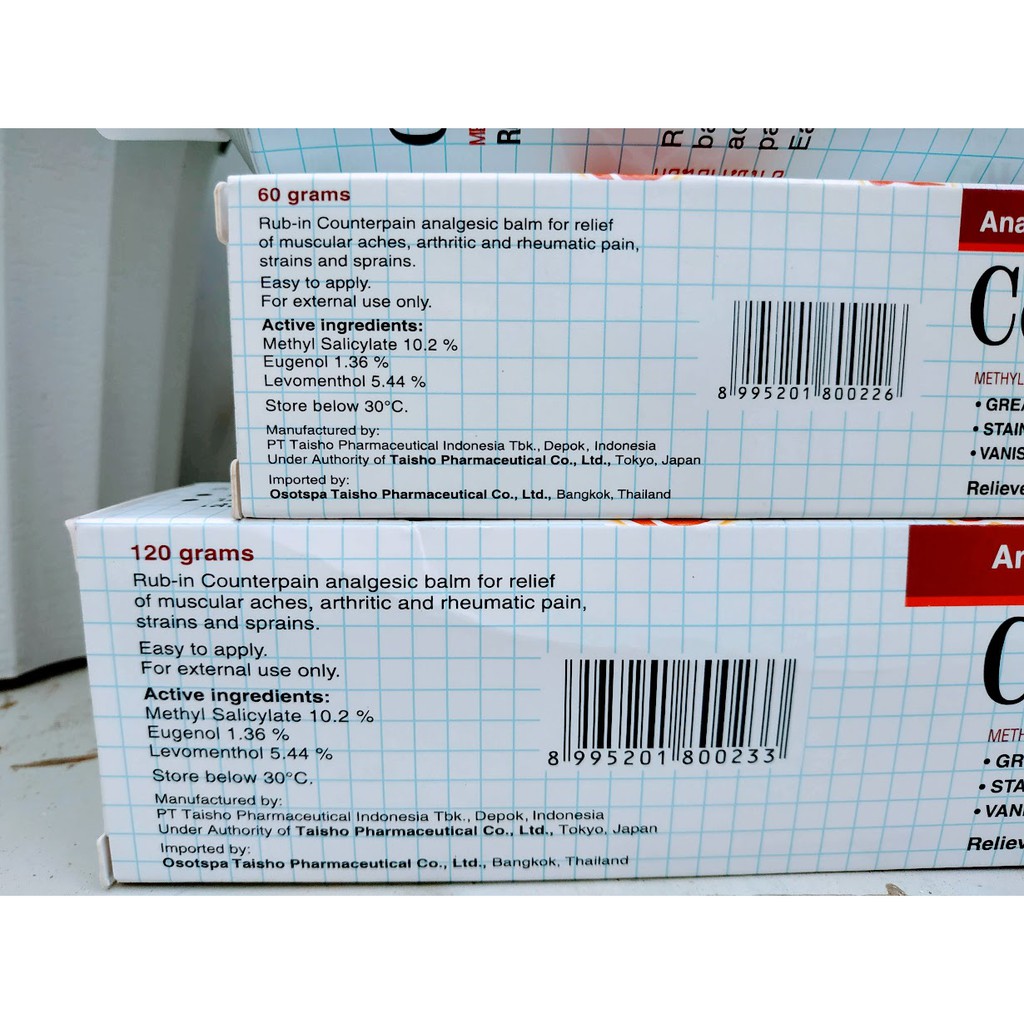 60 grams
Rub-in Counterpain analgesic balm for relief
of muscular aches, arthritic and rheumatic pain,
strains and sprains.
Easy to apply.
For external use only.
Active ingredients:
Methyl Salicylate 10.2 %
Eugenol 1.36 %
Levomenthol 5.44 %
Store below 30°C.
Manufactured by:
PT Taisho Pharmaceutical Indonesia Tbk., Depok, Indonesia
Under Authority of Taisho Pharmaceutical Co., Ltd., Tokyo, Japan
Imported by:
Osotspa Taisho Pharmaceutical Co., Ltd., Bangkok, Thailand
8 995201 800226
METHYL
120 grams
Rub-in Counterpain analgesic balm for relief
of muscular aches, arthritic and rheumatic pain,
strains and sprains.
Easy to apply.
For external use only.
Active ingredients:
Methyl Salicylate 10.2 %
Eugenol 1.36 %
Levomenthol 5.44 %
Store below 30°C.
Manufactured by:
PT Taisho Pharmaceutical Indonesia Tbk., Depok, Indonesia
Under Authority of Taisho Pharmaceutical Co., Ltd., Tokyo, Japan
Imported by:
Osotspa Taisho Pharmaceutical Co., Ltd., Bangkok, Thailand
8 995201 800233